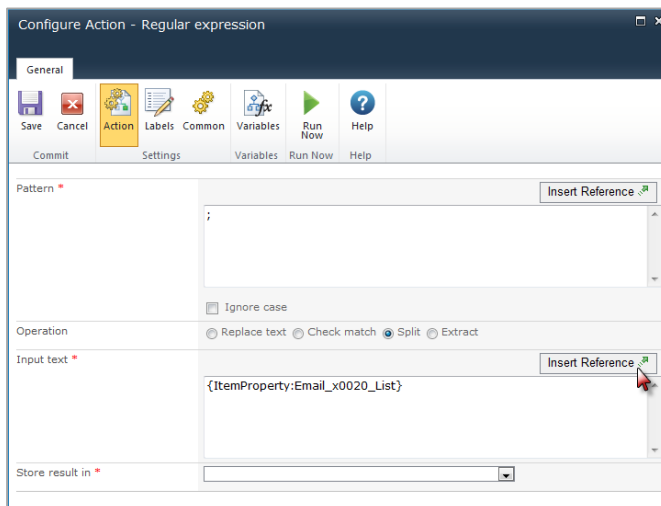 Configure Action - Regular expression
General
Save Cancel Action Labels Common Variables Run Now Help
Commit Settings Variables Run Now Help
Pattern *
Insert Reference
;
Ignore case
Operation
Replace text Check match Split Extract
Input text *
Insert Reference
{ItemProperty:Email_x0020_List}
Store result in *